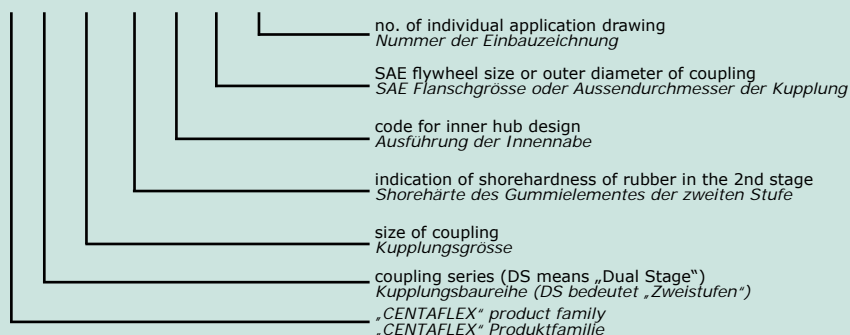 no. of individual application drawing
Nummer der Einbauzeichnung
SAE flywheel size or outer diameter of coupling
SAE Flanschgrösse oder Aussendurchmesser der Kupplung
code for inner hub design
Ausführung der Innennabe
indication of shorehardness of rubber in the 2nd stage
Shorehärte des Gummielementes der zweiten Stufe
size of coupling
Kupplungsgrösse
coupling series (DS means „Dual Stage“)
Kupplungsbaureihe (DS bedeutet „Zweistufen“)
„CENTAFLEX“ product family
„CENTAFLEX“ Produktfamilie